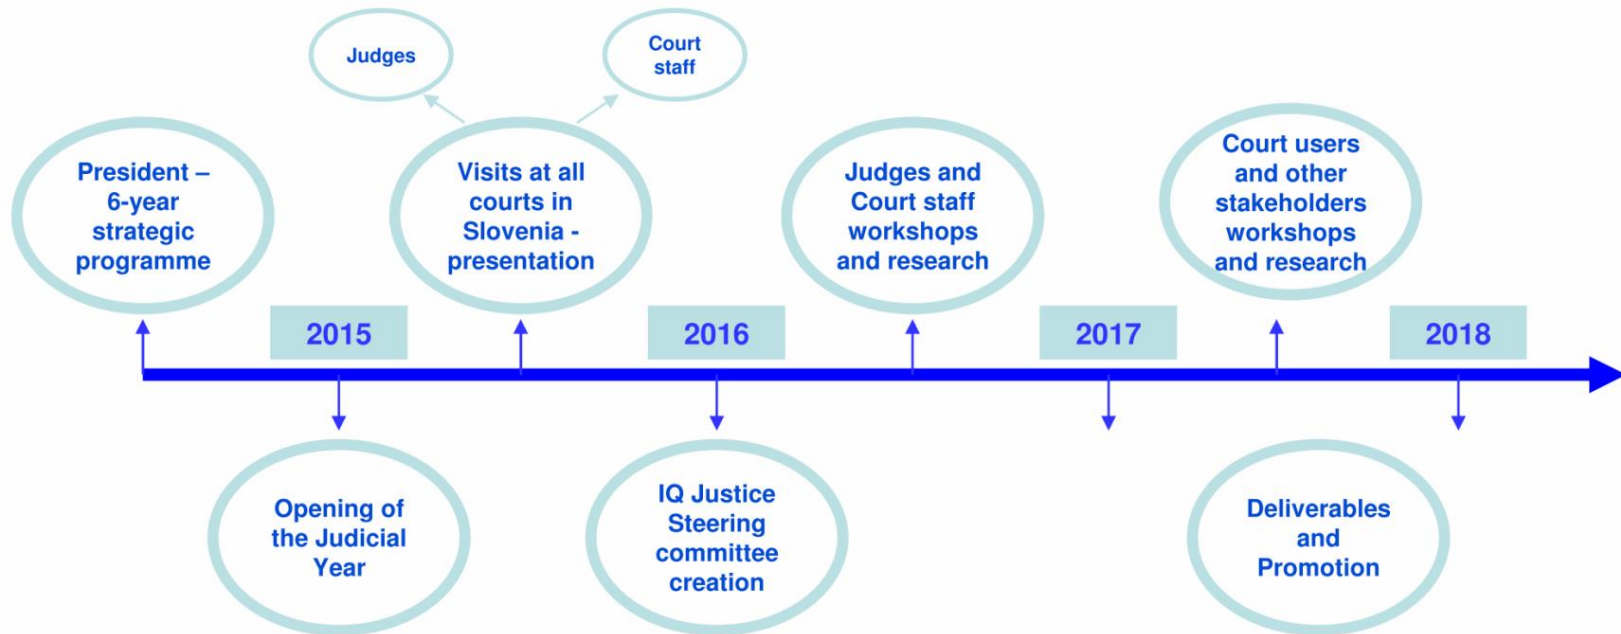 Judges
Court
staff
President –
6-year
strategic
programme
Visits at all
courts in
Slovenia -
presentation
Judges and
Court staff
workshops
and research
Court users
and other
stakeholders
workshops
and research
2015
2016
2017
2018
Opening of
the Judicial
Year
IQ Justice
Steering
committee
creation
Deliverables
and
Promotion